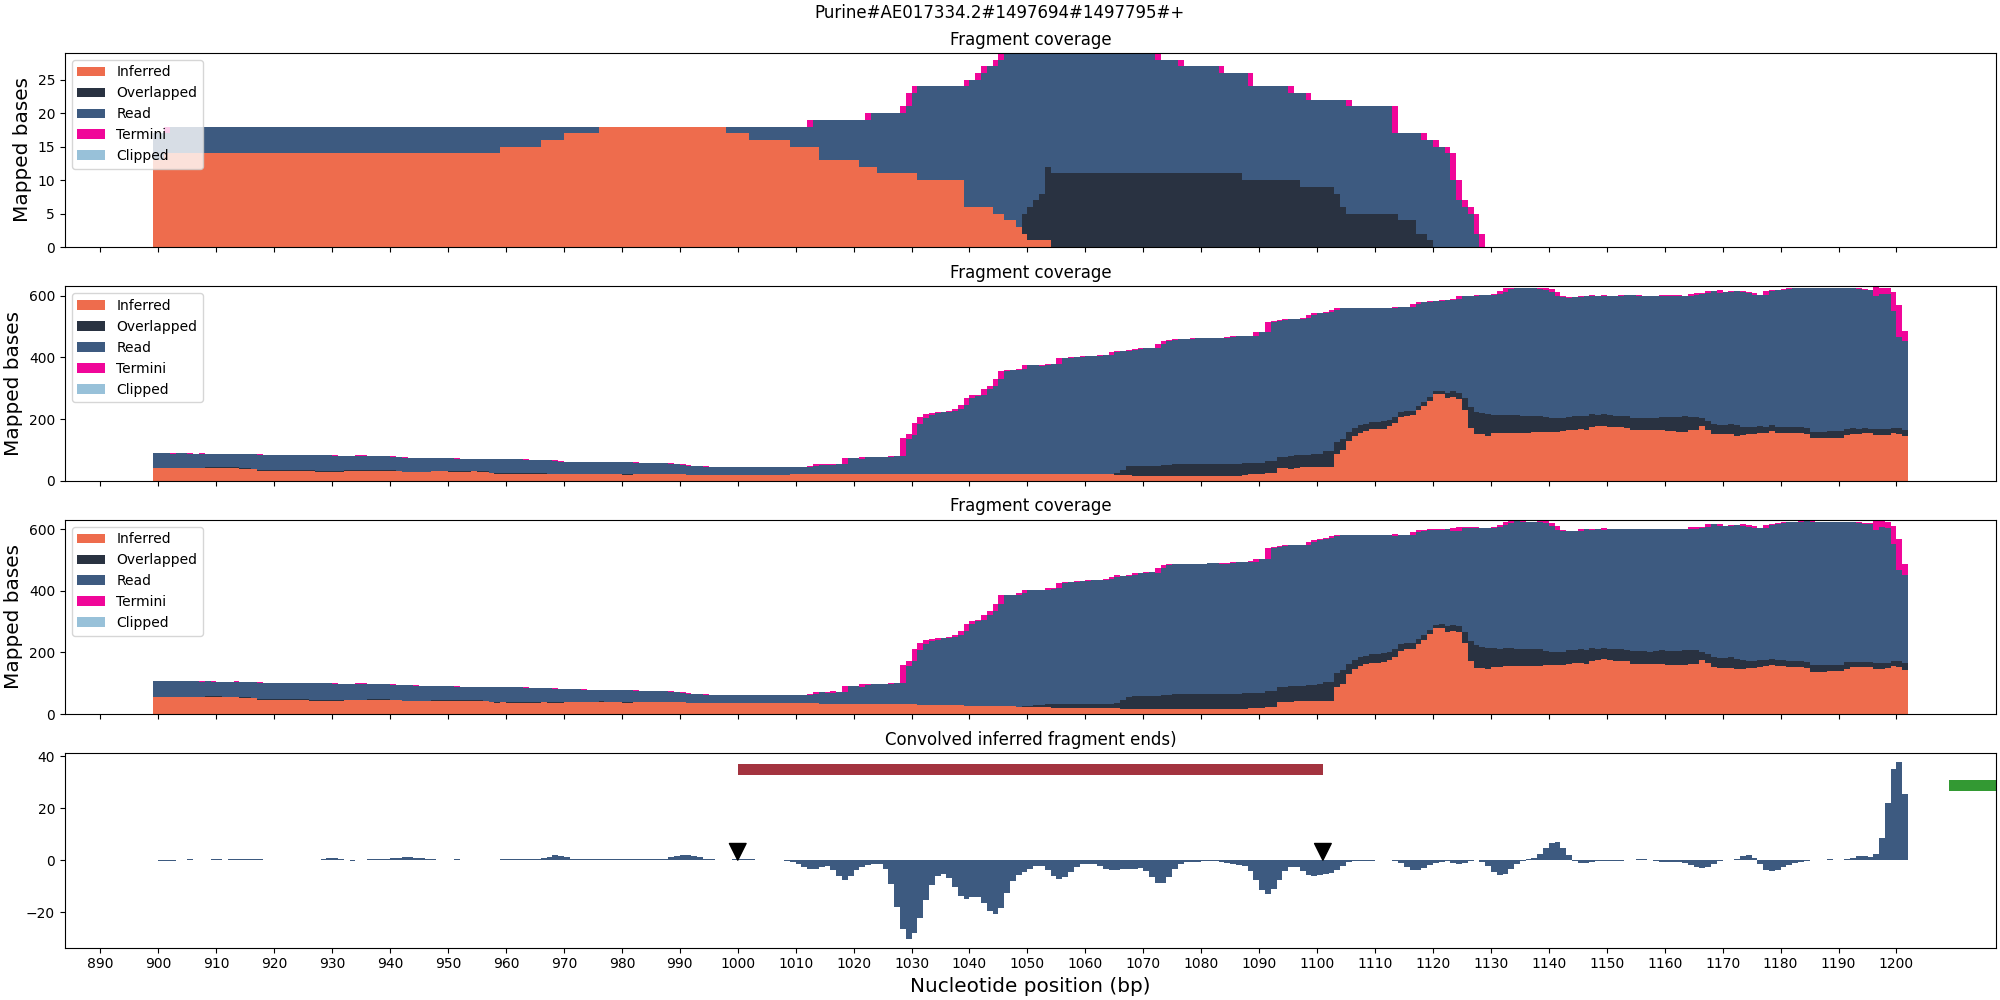 Purine#AE017334.2#1497694#1497795#+
Fragment coverage
Mapped bases
25
20
15
10
5
0
Inferred
Overlapped
Read
Termini
Clipped
Fragment coverage
Mapped bases
600
400
200
0
Inferred
Overlapped
Read
Termini
Clipped
Fragment coverage
Mapped bases
600
400
200
0
Inferred
Overlapped
Read
Termini
Clipped
Convolved inferred fragment ends)
40
20
0
−20
890 900 910 920 930 940 950 960 970 980 990 1000 1010 1020 1030 1040 1050 1060 1070 1080 1090 1100 1110 1120 1130 1140 1150 1160 1170 1180 1190 1200
Nucleotide position (bp)